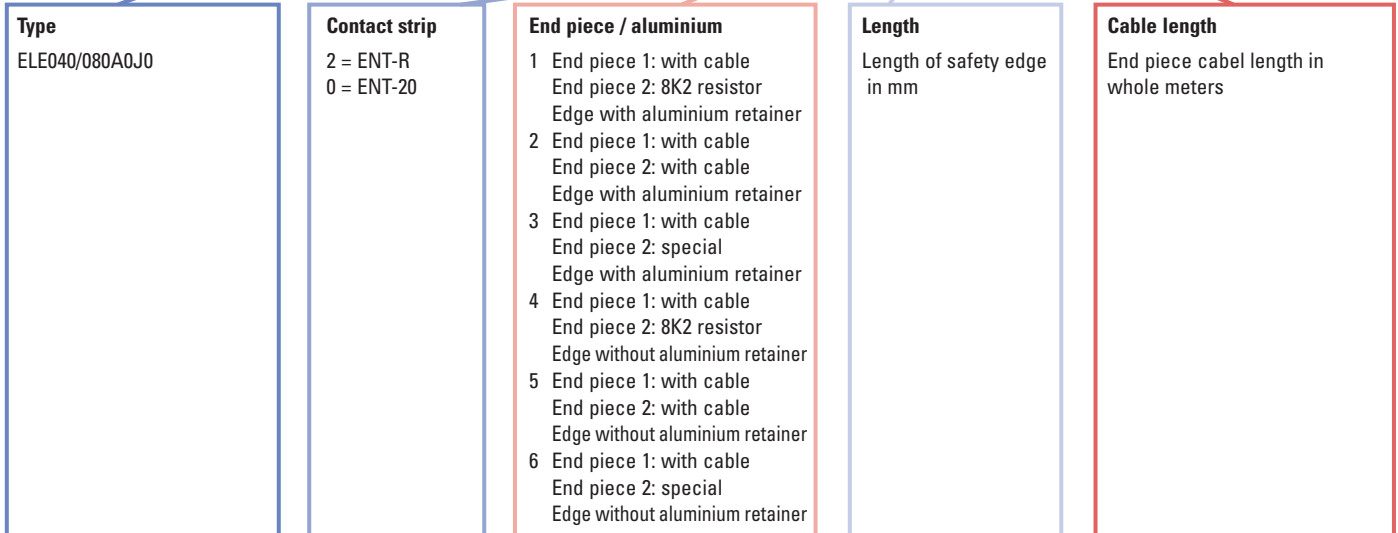 Type
ELE040/080A0J0
Contact strip
2 = ENT-R
0 = ENT-20
End piece / aluminium
1 End piece 1: with cable
End piece 2: 8K2 resistor
Edge with aluminium retainer
2 End piece 1: with cable
End piece 2: with cable
Edge with aluminium retainer
3 End piece 1: with cable
End piece 2: special
Edge with aluminium retainer
4 End piece 1: with cable
End piece 2: 8K2 resistor
Edge without aluminium retainer
5 End piece 1: with cable
End piece 2: with cable
Edge without aluminium retainer
6 End piece 1: with cable
End piece 2: special
Edge without aluminium retainer
Length
Length of safety edge
in mm
Cable length
End piece cabel length in
whole meters